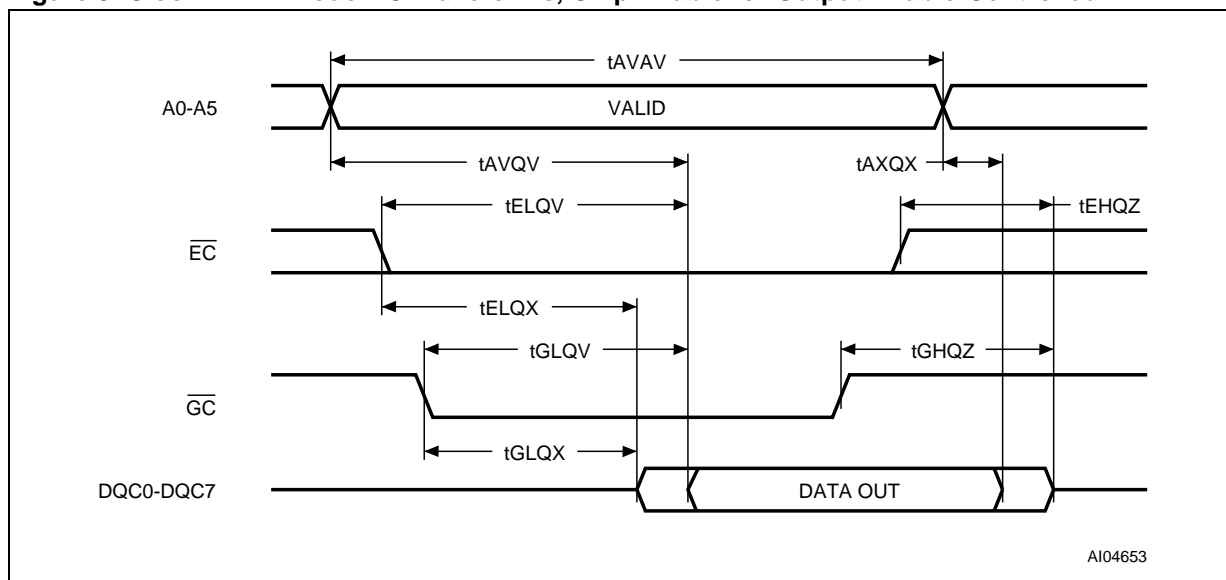 tAVAV
A0-A5
VALID
tAVQV
tAXQX
tELQV
tEHQZ
EC
tELQX
tGLQV
tGHQZ
GC
tGLQX
DQC0-DQC7
DATA OUT
AI04653